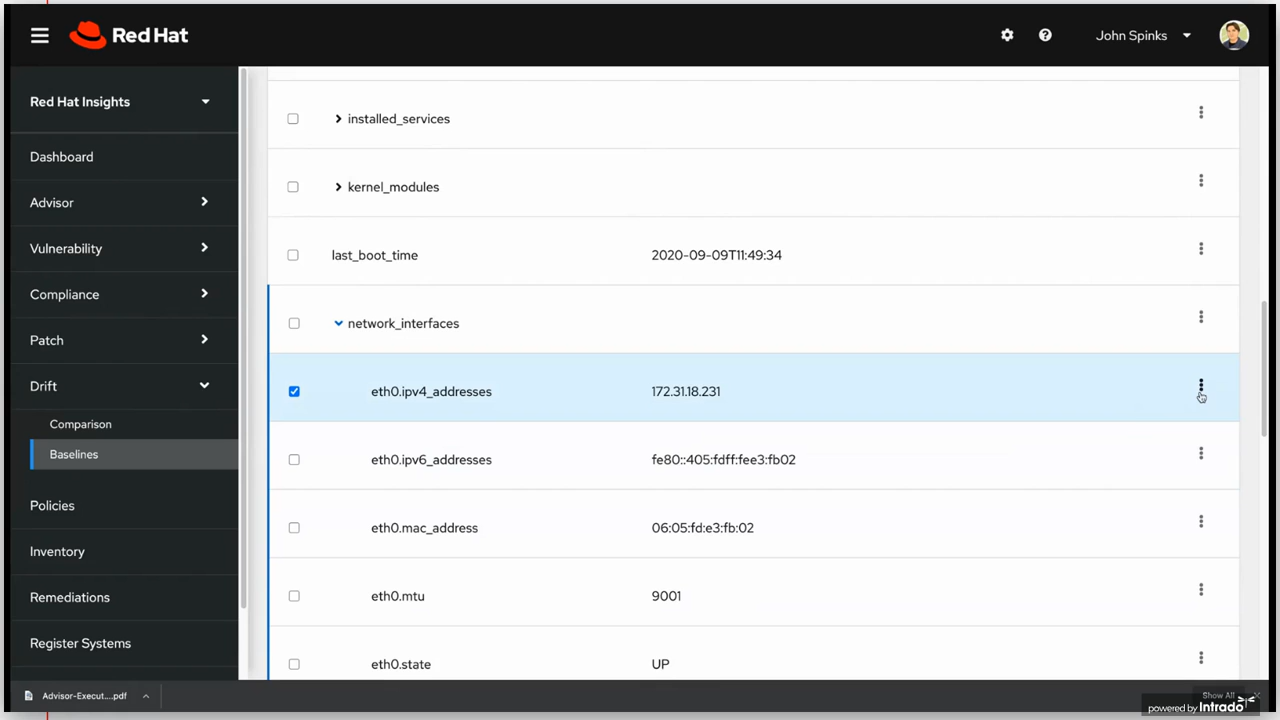 Red Hat
John Spinks
Red Hat Insights
Dashboard
Advisor
Vulnerability
Compliance
Patch
Drift
Comparison
Baselines
Policies
Inventory
Remediations
Register Systems
installed_services
kernel_modules
last_boot_time 2020-09-09T11:49:34
network_interfaces
eth0.ipv4_addresses 172.31.18.231
eth0.ipv6_addresses fe80::405:fdff:fee3:fb02
eth0.mac_address 06:05:fd:e3:fb:02
eth0.mtu 9001
eth0.state UP
Advisor-Execut....pdf
Show All
powered by Intrado